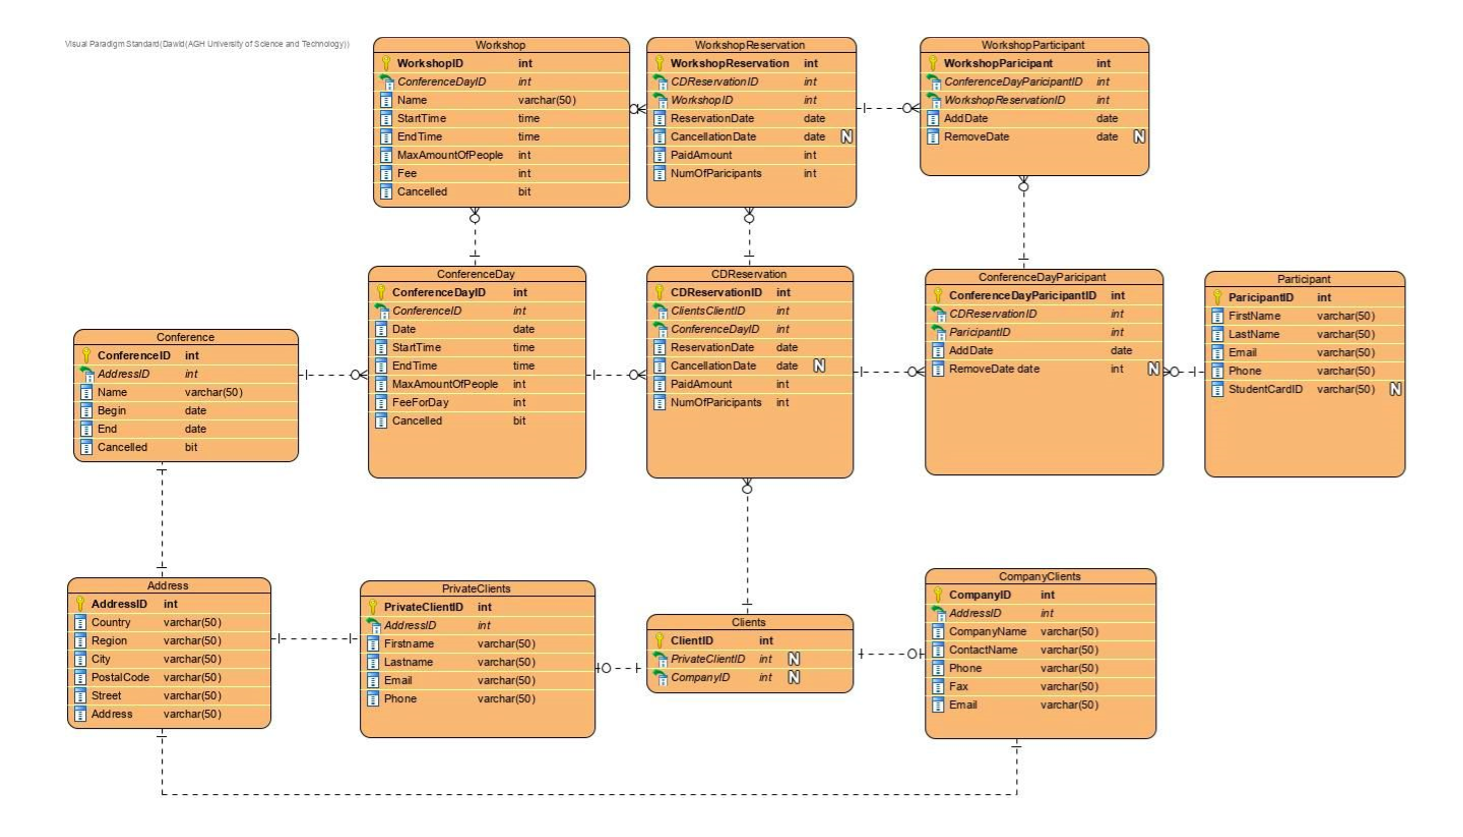 Visual Paradigm Standard(Dawid(AGH University of Science and Technology))
Workshop
WorkshopID int
ConferenceDayID int
Name varchar(50)
StartTime time
EndTime time
MaxAmountOfPeople int
Fee int
Cancelled bit
WorkshopReservation
WorkshopReservation int
CDReservationID int
WorkshopID int
ReservationDate date
CancellationDate date N
PaidAmount int
NumOfParicipants int
WorkshopParticipant
WorkshopParicipant int
ConferenceDayParicipantID int
WorkshopReservationID int
AddDate date
RemoveDate date N
Conference
ConferenceID int
AddressID int
Name varchar(50)
Begin date
End date
Cancelled bit
ConferenceDay
ConferenceDayID int
ConferenceID int
Date date
StartTime time
EndTime time
MaxAmountOfPeople int
FeeForDay int
Cancelled bit
CDReservation
CDReservationID int
ClientsClientID int
ConferenceDayID int
ReservationDate date
CancellationDate date N
PaidAmount int
NumOfParicipants int
ConferenceDayParicipant
ConferenceDayParicipantID int
CDReservationID int
ParicipantID int
AddDate date
RemoveDate date int N
Participant
ParicipantID int
FirstName varchar(50)
LastName varchar(50)
Email varchar(50)
Phone varchar(50)
StudentCardID varchar(50) N
Address
AddressID int
Country varchar(50)
Region varchar(50)
City varchar(50)
PostalCode varchar(50)
Street varchar(50)
Address varchar(50)
PrivateClients
PrivateClientID int
AddressID int
Firstname varchar(50)
Lastname varchar(50)
Email varchar(50)
Phone varchar(50)
Clients
ClientID int
PrivateClientID int N
CompanyID int N
CompanyClients
CompanyID int
AddressID int
CompanyName varchar(50)
ContactName varchar(50)
Phone varchar(50)
Fax varchar(50)
Email varchar(50)